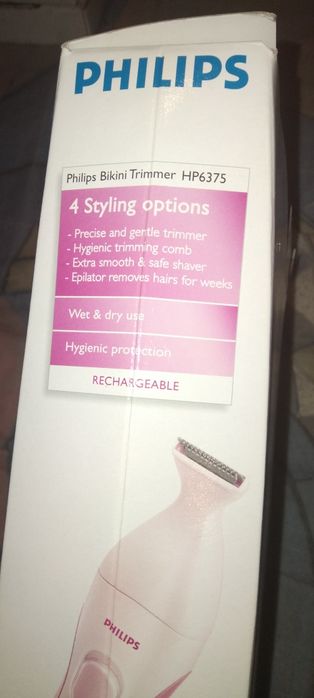 PHILIPS
Philips Bikini Trimmer HP6375
4 Styling options
- Precise and gentle trimmer
- Hygienic trimming comb
- Extra smooth & safe shaver
- Epilator removes hairs for weeks
Wet & dry use
Hygienic protection
RECHARGEABLE
PHILIPS